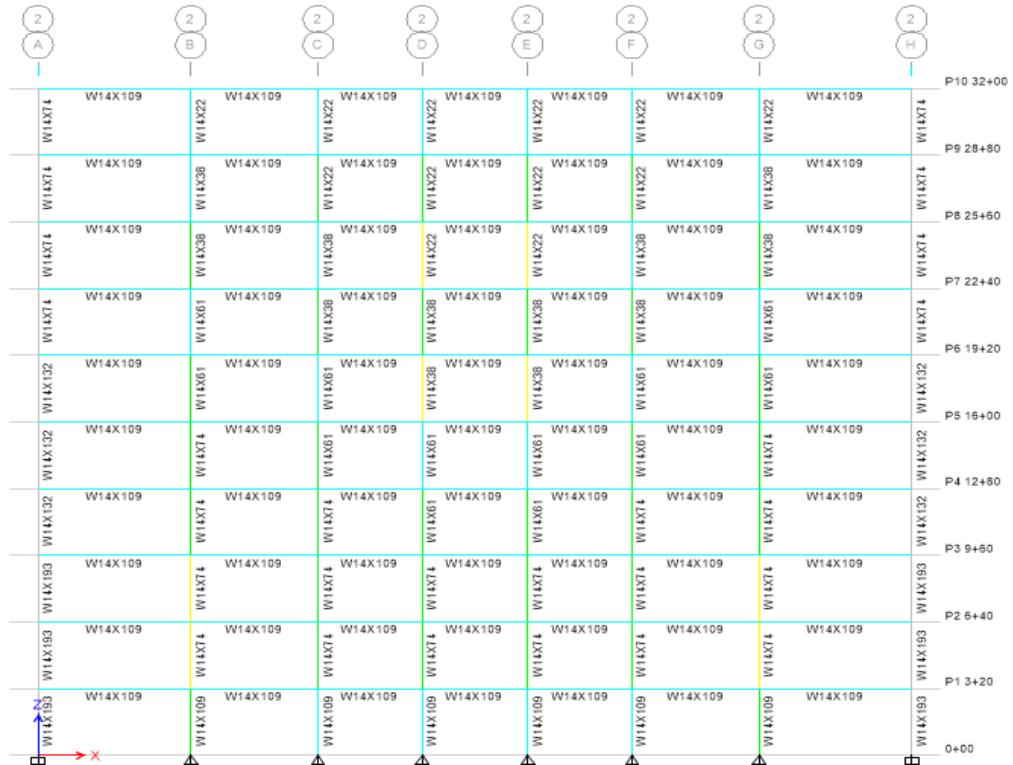 2 2 2 2 2 2 2 2
A B C D E F G H
P10 32+00
W14X109 W14X109 W14X109 W14X109 W14X109 W14X109 W14X109
W14X74 W14X22 W14X22 W14X22 W14X22 W14X22 W14X22 W14X74
P9 28+80
W14X109 W14X109 W14X109 W14X109 W14X109 W14X109 W14X109
W14X74 W14X38 W14X22 W14X22 W14X22 W14X22 W14X38 W14X74
P8 25+60
W14X109 W14X109 W14X109 W14X109 W14X109 W14X109 W14X109
W14X74 W14X38 W14X38 W14X22 W14X22 W14X38 W14X38 W14X74
P7 22+40
W14X109 W14X109 W14X109 W14X109 W14X109 W14X109 W14X109
W14X74 W14X61 W14X38 W14X38 W14X38 W14X38 W14X61 W14X74
P6 19+20
W14X109 W14X109 W14X109 W14X109 W14X109 W14X109 W14X109
W14X132 W14X61 W14X61 W14X38 W14X38 W14X61 W14X61 W14X132
P5 16+00
W14X109 W14X109 W14X109 W14X109 W14X109 W14X109 W14X109
W14X132 W14X74 W14X61 W14X61 W14X61 W14X61 W14X74 W14X132
P4 12+80
W14X109 W14X109 W14X109 W14X109 W14X109 W14X109 W14X109
W14X132 W14X74 W14X74 W14X61 W14X61 W14X74 W14X74 W14X132
P3 9+60
W14X109 W14X109 W14X109 W14X109 W14X109 W14X109 W14X109
W14X193 W14X74 W14X74 W14X74 W14X74 W14X74 W14X74 W14X193
P2 6+40
W14X109 W14X109 W14X109 W14X109 W14X109 W14X109 W14X109
W14X193 W14X74 W14X74 W14X74 W14X74 W14X74 W14X74 W14X193
P1 3+20
W14X109 W14X109 W14X109 W14X109 W14X109 W14X109 W14X109
W14X193 W14X109 W14X109 W14X109 W14X109 W14X109 W14X109 W14X193
Z
0+00
X